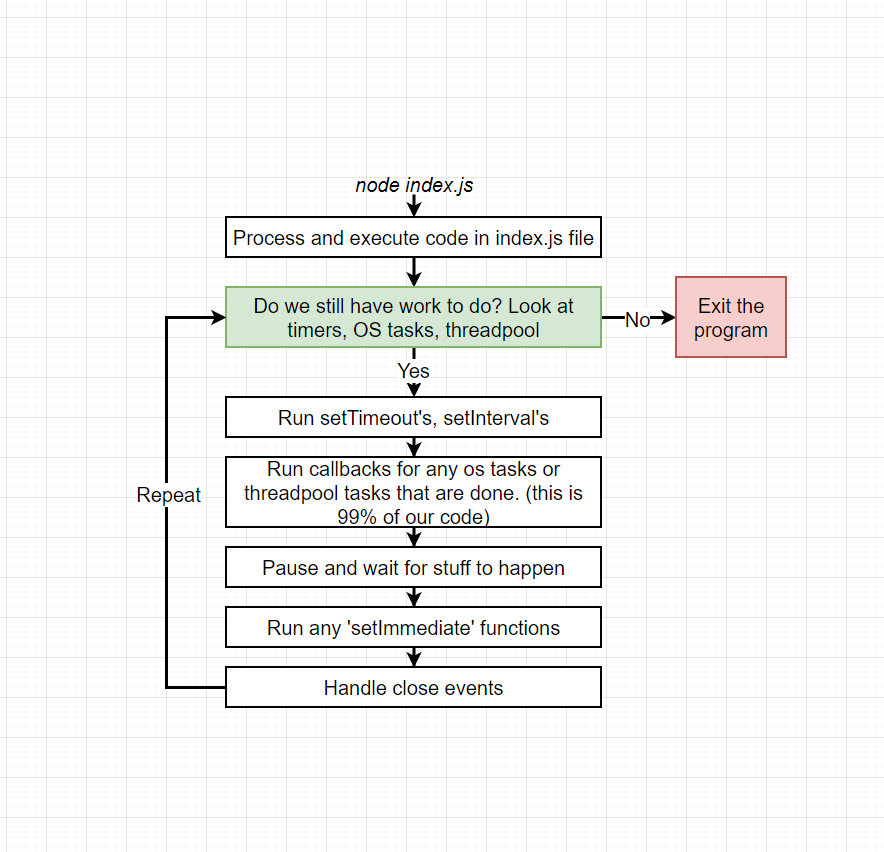 node index.js
Process and execute code in index.js file
Do we still have work to do? Look at
timers, OS tasks, threadpool
No
Exit the
program
Yes
Run setTimeout's, setInterval's
Run callbacks for any os tasks or
threadpool tasks that are done. (this is
99% of our code)
Repeat
Pause and wait for stuff to happen
Run any 'setImmediate' functions
Handle close events